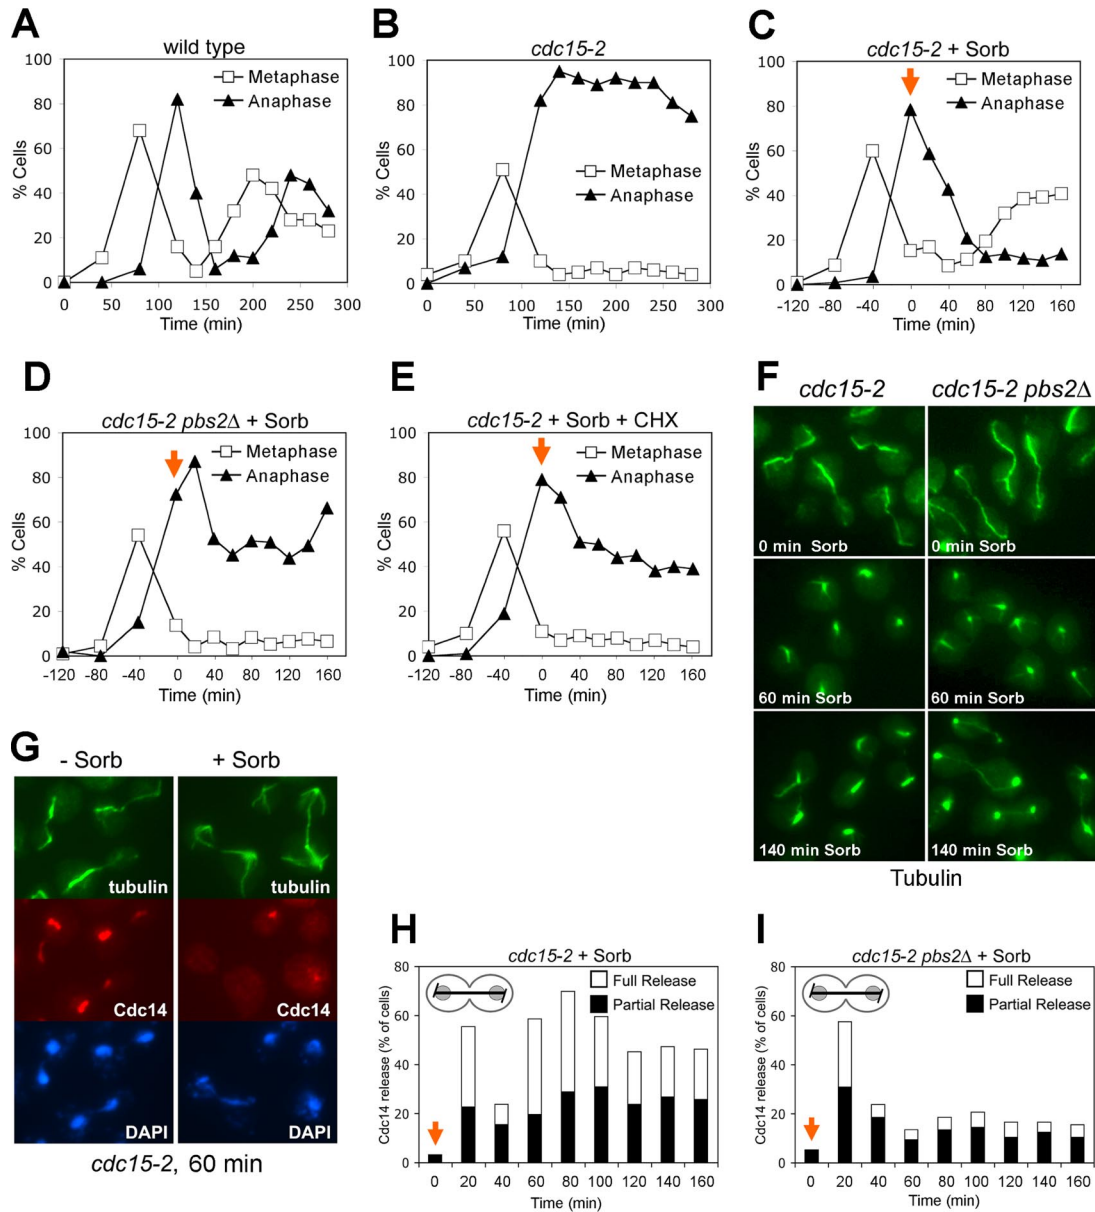 A
wild type
Metaphase
Anaphase
% Cells
100
80
60
40
20
0
0 50 100 150 200 250 300
Time (min)
B
cdc15-2
Metaphase
Anaphase
% Cells
100
80
60
40
20
0
0 50 100 150 200 250 300
Time (min)
C
cdc15-2 + Sorb
Metaphase
Anaphase
% Cells
100
80
60
40
20
0
-120 -80 -40 0 40 80 120 160
Time (min)
D
cdc15-2 pbs2Δ + Sorb
Metaphase
Anaphase
% Cells
100
80
60
40
20
0
-120 -80 -40 0 40 80 120 160
Time (min)
E
cdc15-2 + Sorb + CHX
Metaphase
Anaphase
% Cells
100
80
60
40
20
0
-120 -80 -40 0 40 80 120 160
Time (min)
F
cdc15-2 cdc15-2 pbs2Δ
0 min Sorb 0 min Sorb
60 min Sorb 60 min Sorb
140 min Sorb 140 min Sorb
Tubulin
G
- Sorb + Sorb
tubulin tubulin
Cdc14 Cdc14
DAPI DAPI
cdc15-2, 60 min
H
cdc15-2 + Sorb
Full Release
Partial Release
Cdc14 release (% of cells)
80
60
40
20
0
0 20 40 60 80 100 120 140 160
Time (min)
I
cdc15-2 pbs2Δ + Sorb
Full Release
Partial Release
Cdc14 release (% of cells)
80
60
40
20
0
0 20 40 60 80 100 120 140 160
Time (min)